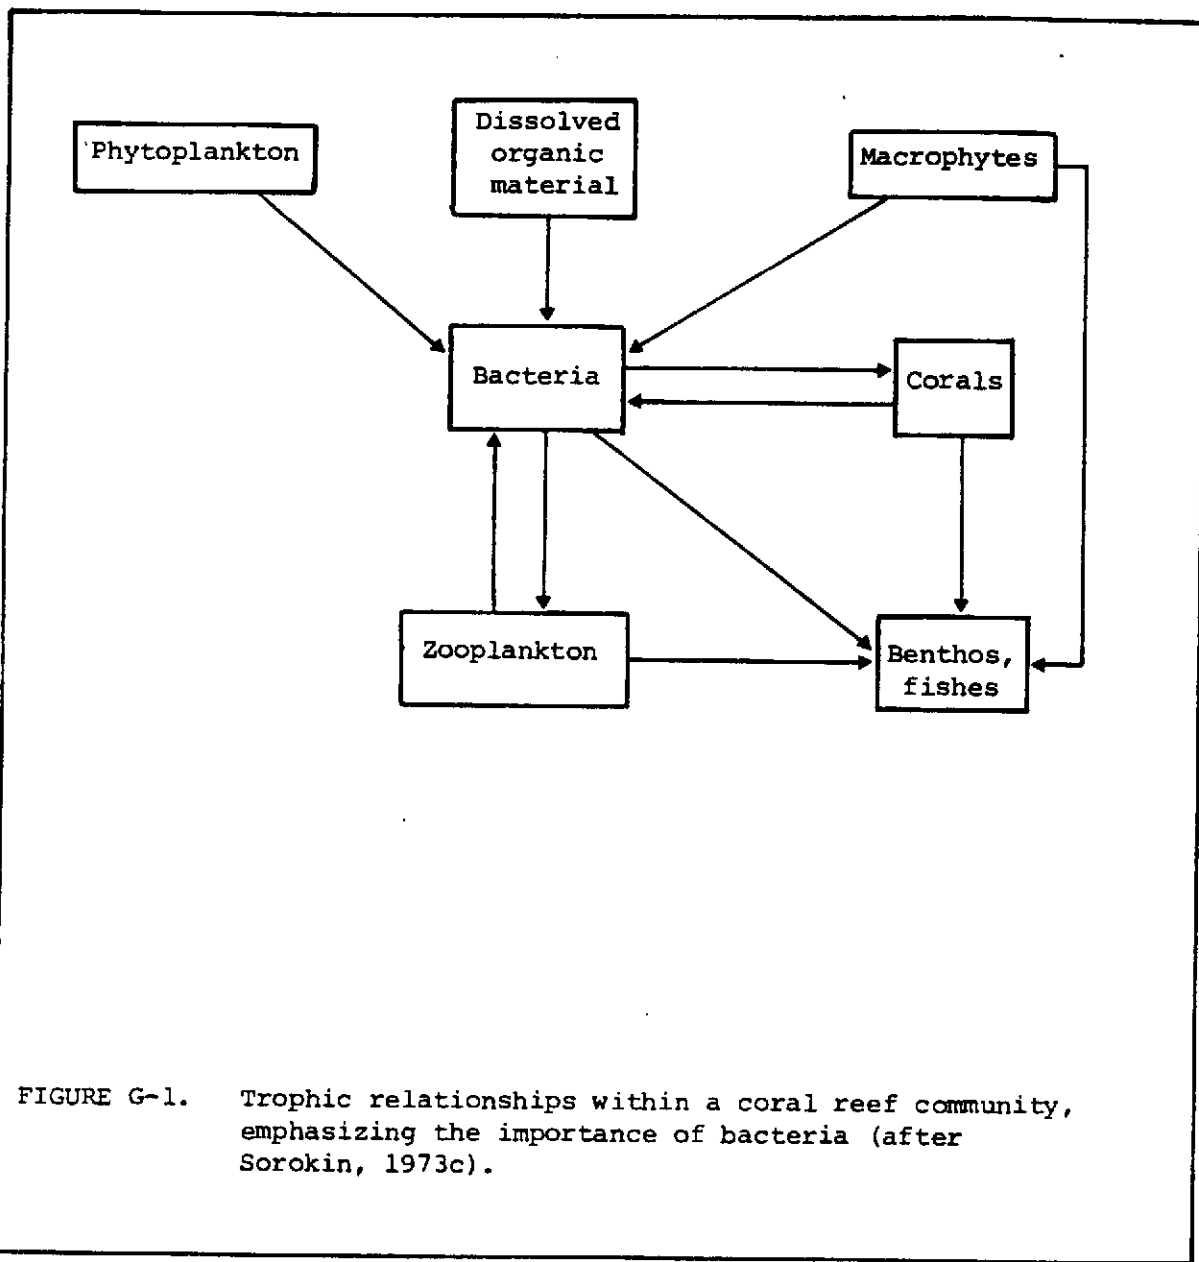 Phytoplankton
Dissolved
organic
material
Macrophytes
Bacteria
Corals
Zooplankton
Benthos,
fishes
FIGURE G-1. Trophic relationships within a coral reef community,
emphasizing the importance of bacteria (after
Sorokin, 1973c).